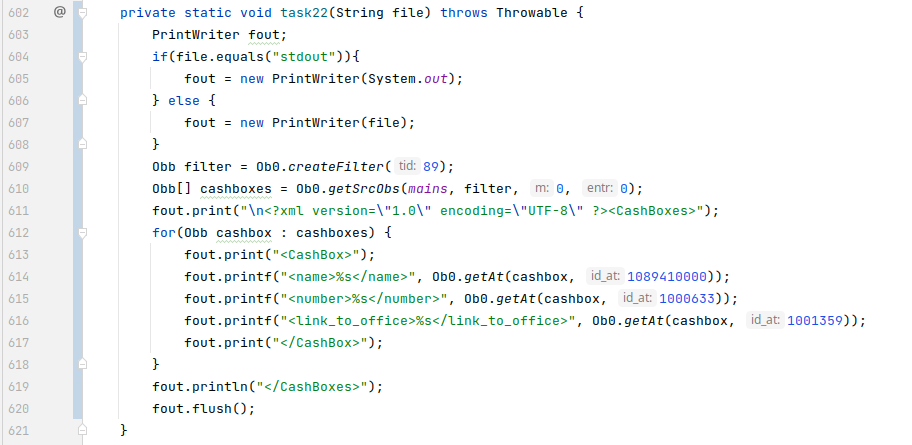 602 @ private static void task22(String file) throws Throwable {
603 PrintWriter fout;
604 if(file.equals("stdout")){
605 fout = new PrintWriter(System.out);
606 } else {
607 fout = new PrintWriter(file);
608 }
609 Obb filter = Ob0.createFilter( tid: 89);
610 Obb[] cashboxes = Ob0.getSrcObs(mains, filter, m: 0, entr: 0);
611 fout.print("\n<?xml version=\"1.0\" encoding=\"UTF-8\" ?><CashBoxes>");
612 for(Obb cashbox : cashboxes) {
613 fout.print("<CashBox>");
614 fout.printf("<name>%s</name>", Ob0.getAt(cashbox, id_at: 1089410000));
615 fout.printf("<number>%s</number>", Ob0.getAt(cashbox, id_at: 1000633));
616 fout.printf("<link_to_office>%s</link_to_office>", Ob0.getAt(cashbox, id_at: 1001359));
617 fout.print("</CashBox>");
618 }
619 fout.println("</CashBoxes>");
620 fout.flush();
621 }